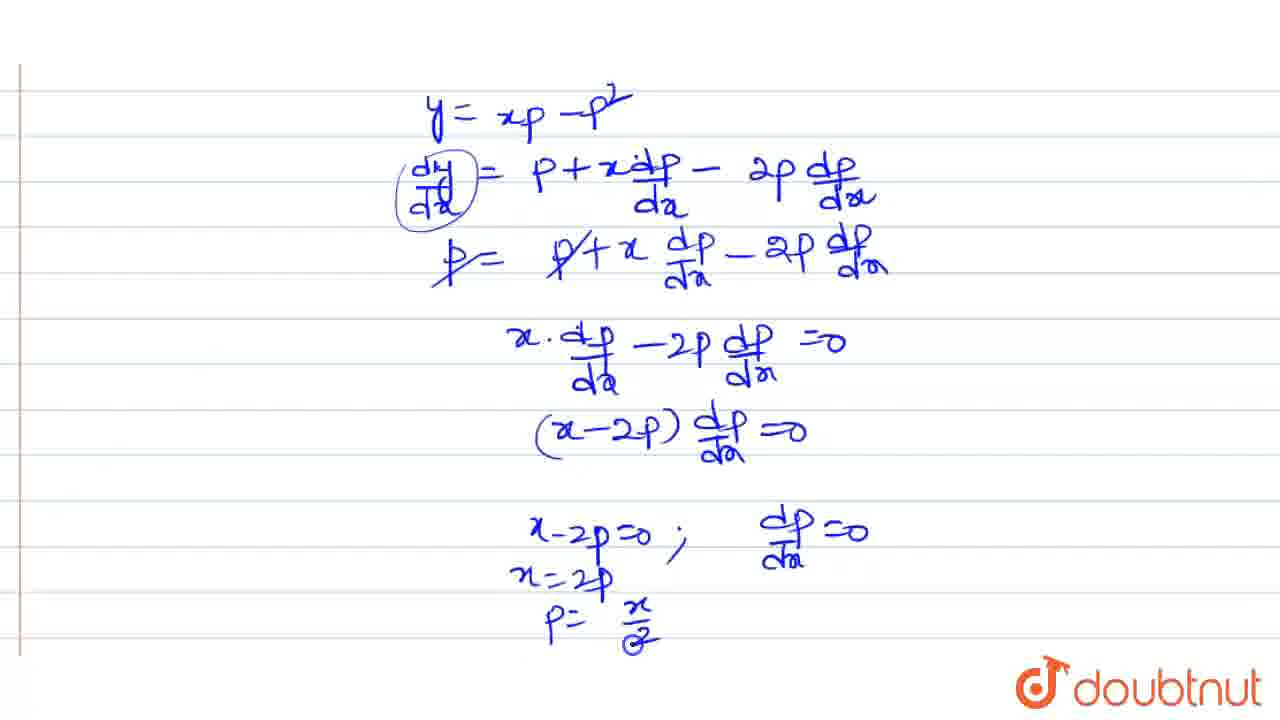 y = xp - p²
dy/dx = p + x dp/dx - 2p dp/dx
p = p + x dp/dx - 2p dp/dx
x · dp/dx - 2p dp/dx = 0
(x - 2p) dp/dx = 0
x - 2p = 0 ; dp/dx = 0
x = 2p
p = x/2
doubtnut